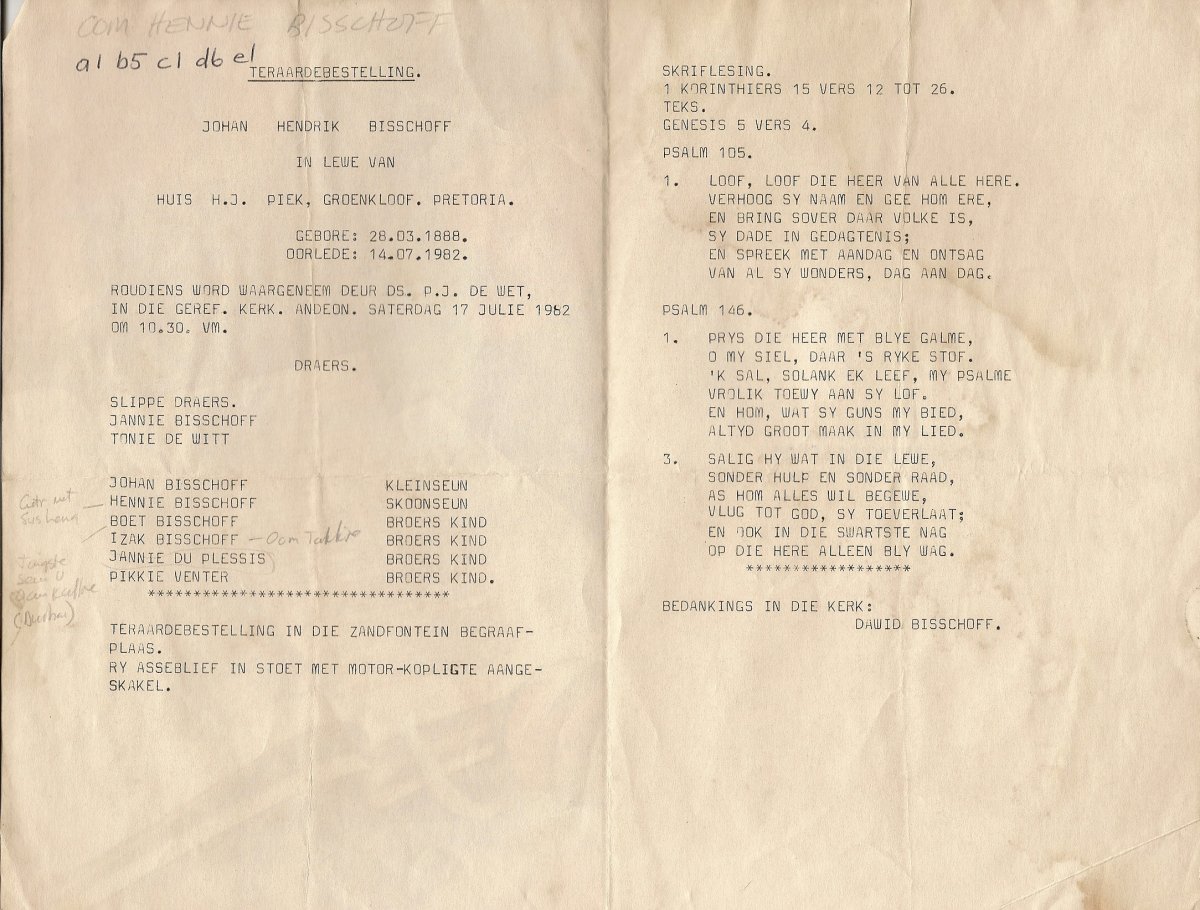 COM HENNIE BISSCHOFF
a1 b5 c1 d6 e1
TERAARDEBESTELLING.
JOHAN HENDRIK BISSCHOFF
IN LEWE VAN
HUIS H.J. PIEK, GROENKLOOF. PRETORIA.
GEBORE: 28.03.1888.
OORLEDE: 14.07.1982.
ROUDIENS WORD WAARGENEEM DEUR DS. P.J. DE WET,
IN DIE GEREF. KERK. ANDEON. SATERDAG 17 JULIE 1982
OM 10.30. VM.
DRAERS.
SLIPPE DRAERS.
JANNIE BISSCHOFF
TONIE DE WITT
JOHAN BISSCHOFF KLEINSEUN
HENNIE BISSCHOFF SKOONSEUN
BOET BISSCHOFF BROERS KIND
IZAK BISSCHOFF — Oom BROERS KIND
JANNIE DU PLESSIS BROERS KIND
PIKKIE VENTER BROERS KIND.
*********************************
TERAARDEBESTELLING IN DIE ZANDFONTEIN BEGRAAF-
PLAAS.
RY ASSEBLIEF IN STOET MET MOTOR-KOPLIGTE AANGE-
SKAKEL.
SKRIFLESING.
1 KORINTHIERS 15 VERS 12 TOT 26.
TEKS.
GENESIS 5 VERS 4.
PSALM 105.
1. LOOF, LOOF DIE HEER VAN ALLE HERE.
VERHOOG SY NAAM EN GEE HOM ERE,
EN BRING SOVER DAAR VOLKE IS,
SY DADE IN GEDAGTENIS;
EN SPREEK MET AANDAG EN ONTSAG
VAN AL SY WONDERS, DAG AAN DAG.
PSALM 146.
1. PRYS DIE HEER MET BLYE GALME,
O MY SIEL, DAAR 'S RYKE STOF.
'K SAL, SOLANK EK LEEF, MY PSALME
VROLIK TOEWY AAN SY LOF.
EN HOM, WAT SY GUNS MY BIED,
ALTYD GROOT MAAK IN MY LIED.
3. SALIG HY WAT IN DIE LEWE,
SONDER HULP EN SONDER RAAD,
AS HOM ALLES WIL BEGEWE,
VLUG TOT GOD, SY TOEVERLAAT;
EN OOK IN DIE SWARTSTE NAG
OP DIE HERE ALLEEN BLY WAG.
******************
BEDANKINGS IN DIE KERK:
DAWID BISSCHOFF.